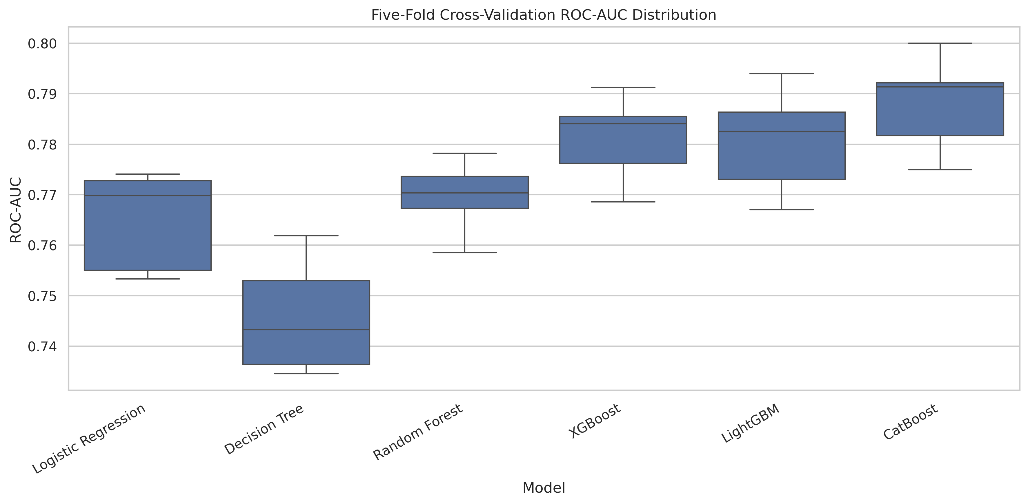 Five-Fold Cross-Validation ROC-AUC Distribution
0.80
0.79
0.78
0.77
0.76
0.75
0.74
ROC-AUC
Logistic Regression
Decision Tree
Random Forest
XGBoost
LightGBM
CatBoost
Model